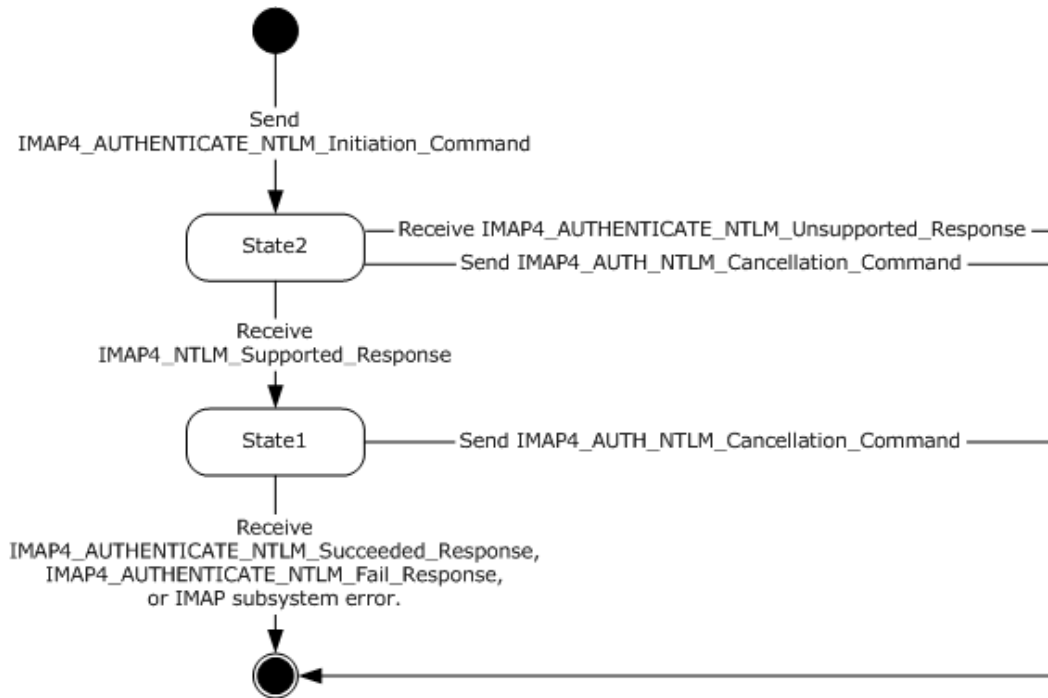 Send
IMAP4_AUTHENTICATE_NTLM_Initiation_Command
State2
Receive IMAP4_AUTHENTICATE_NTLM_Unsupported_Response
Send IMAP4_AUTH_NTLM_Cancellation_Command
Receive
IMAP4_NTLM_Supported_Response
State1
Send IMAP4_AUTH_NTLM_Cancellation_Command
Receive
IMAP4_AUTHENTICATE_NTLM_Succeeded_Response,
IMAP4_AUTHENTICATE_NTLM_Fail_Response,
or IMAP subsystem error.